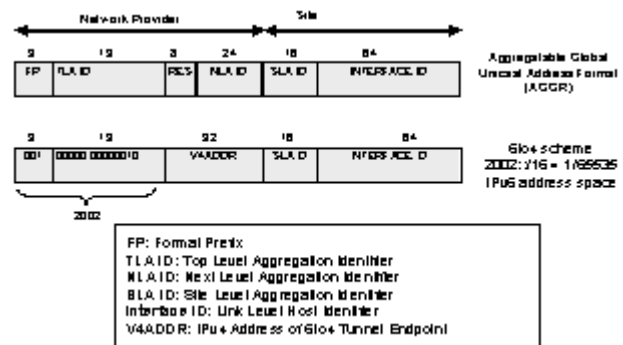 Network Provider Site
3 13 8 24 16 64
FP TLA ID RES NLA ID SLA ID INTERFACE ID
Aggregatable Global
Unicast Address Format
(AGGR)
3 13 32 16 64
001 00000 00000010 V4ADDR SLA ID INTERFACE ID
6to4 scheme
2002: /16 = 1/65535
IPv6 address space
2002
FP: Format Prefix
TLA ID: Top Level Aggregation Identifier
NLA ID: Next Level Aggregation Identifier
SLA ID: Site Level Aggregation Identifier
Interface ID: Link Level Host Identifier
V4ADDR: IPv4 Address of 6to4 Tunnel Endpoint